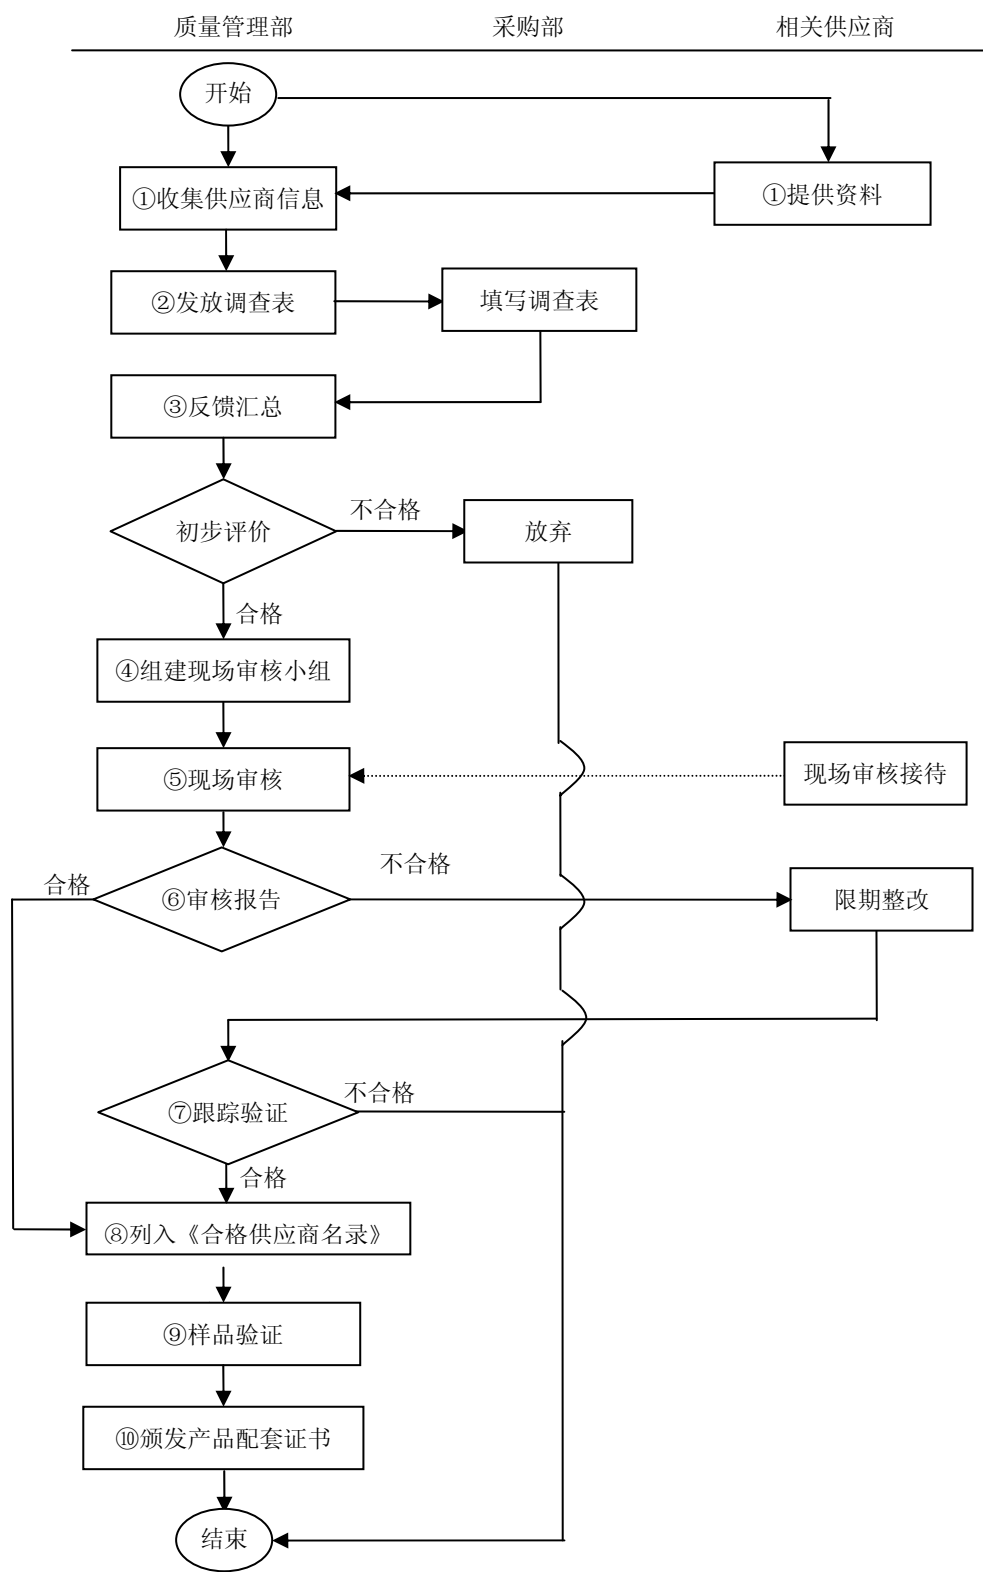 质量管理部 采购部 相关供应商
开始
①收集供应商信息 ①提供资料
②发放调查表 填写调查表
③反馈汇总
不合格
初步评价 放弃
合格
④组建现场审核小组
⑤现场审核 现场审核接待
不合格
合格
⑥审核报告 限期整改
不合格
⑦跟踪验证
合格
⑧列入《合格供应商名录》
⑨样品验证
⑩颁发产品配套证书
结束